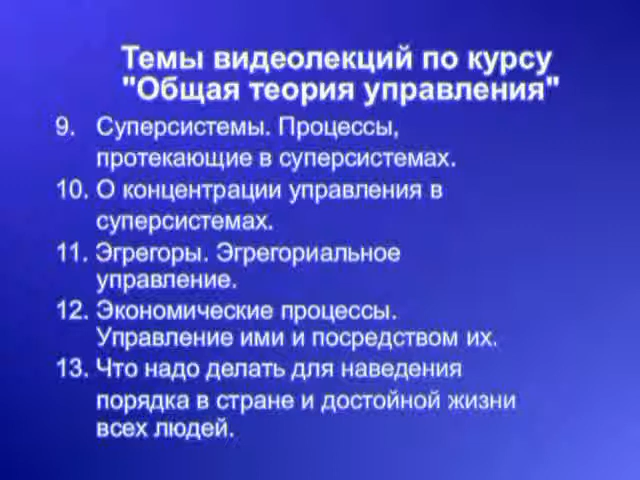 Темы видеолекций по курсу
"Общая теория управления"
9. Суперсистемы. Процессы,
протекающие в суперсистемах.
10. О концентрации управления в
суперсистемах.
11. Эгрегоры. Эгрегориальное
управление.
12. Экономические процессы.
Управление ими и посредством их.
13. Что надо делать для наведения
порядка в стране и достойной жизни
всех людей.